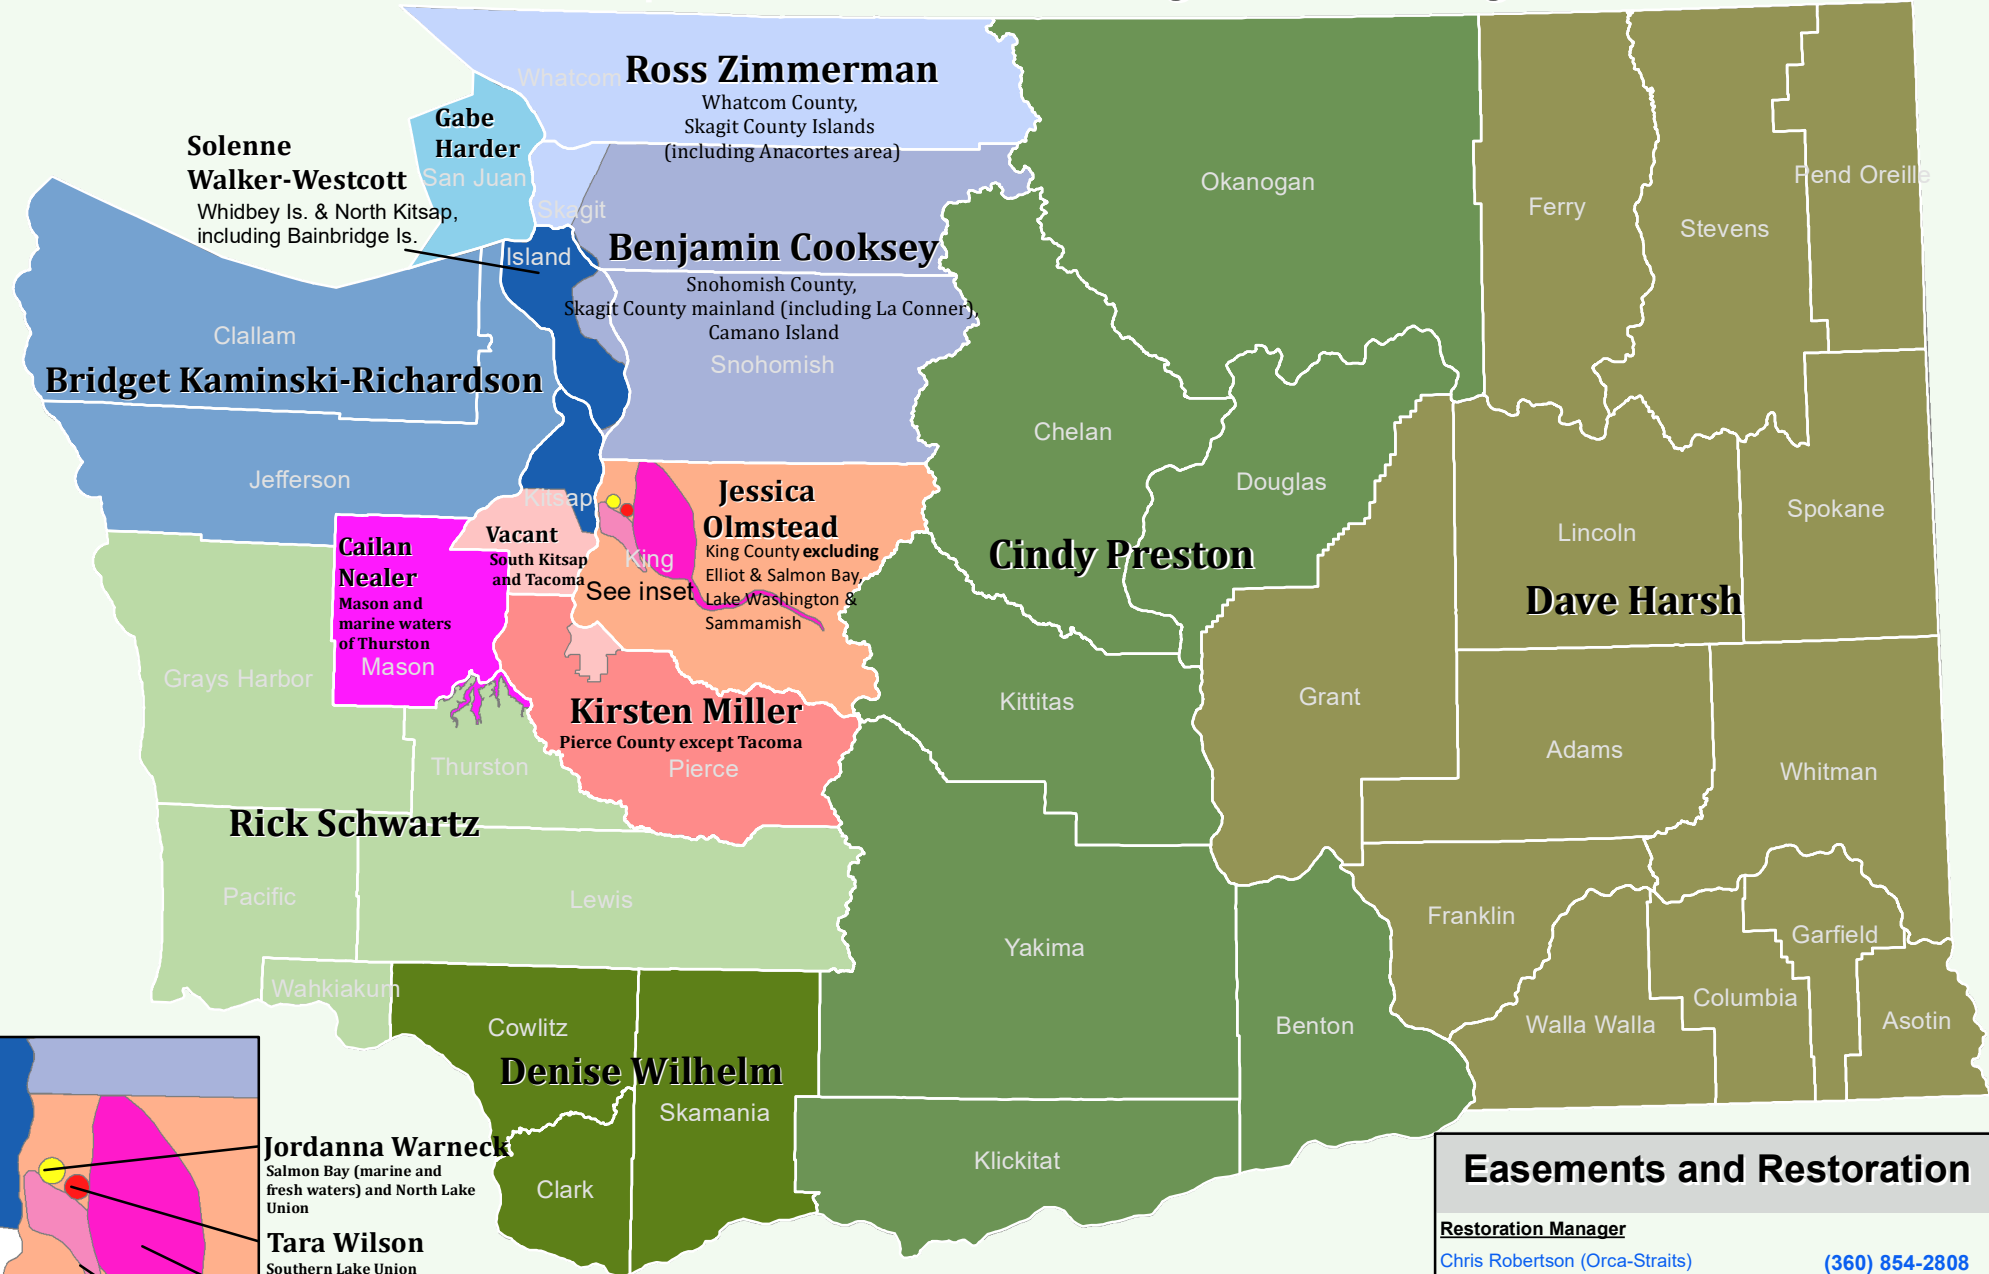 Whatcom
Ross Zimmerman
Whatcom County,
Skagit County Islands
(including Anacortes area)
Gabe
Harder
San Juan
Solenne
Walker-Westcott
Whidbey Is. & North Kitsap,
including Bainbridge Is.
Skagit
Island
Benjamin Cooksey
Snohomish County,
Skagit County mainland (including La Conner),
Camano Island
Snohomish
Okanogan
Ferry
Stevens
Pend Oreille
Clallam
Bridget Kaminski-Richardson
Jefferson
Kitsap
Chelan
Douglas
Cindy Preston
Lincoln
Spokane
Dave Harsh
Vacant
South Kitsap
and Tacoma
Jessica
Olmstead
King County excluding
Elliot & Salmon Bay,
Lake Washington &
Sammamish
King
See inset
Cailan
Nealer
Mason and
marine waters
of Thurston
Mason
Grays Harbor
Kirsten Miller
Pierce County except Tacoma
Pierce
Thurston
Kittitas
Grant
Adams
Whitman
Rick Schwartz
Pacific
Lewis
Wahkiakum
Yakima
Franklin
Garfield
Columbia
Walla Walla
Asotin
Benton
Cowlitz
Denise Wilhelm
Skamania
Clark
Klickitat
Jordanna Warneck
Salmon Bay (marine and
fresh waters) and North Lake
Union
Tara Wilson
Southern Lake Union
Easements and Restoration
Restoration Manager
Chris Robertson (Orca-Straits) (360) 854-2808